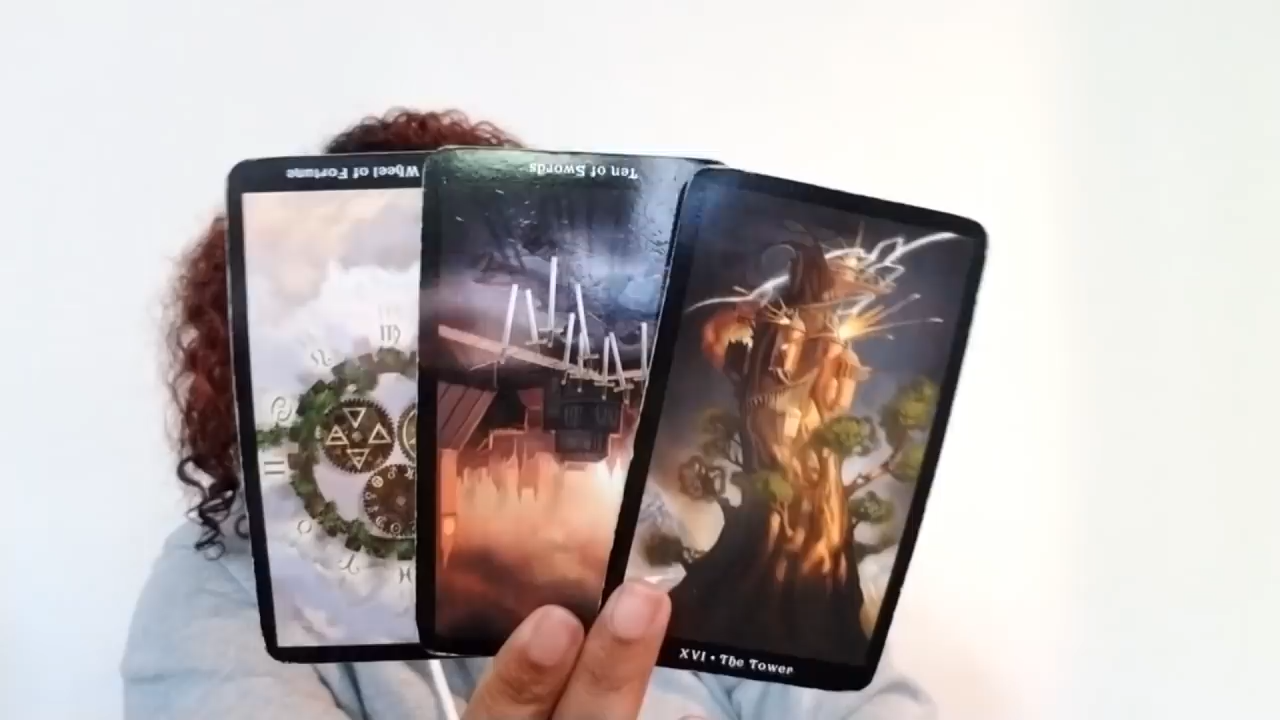 Wheel of Fortune
Ten of Swords
XVI • The Tower